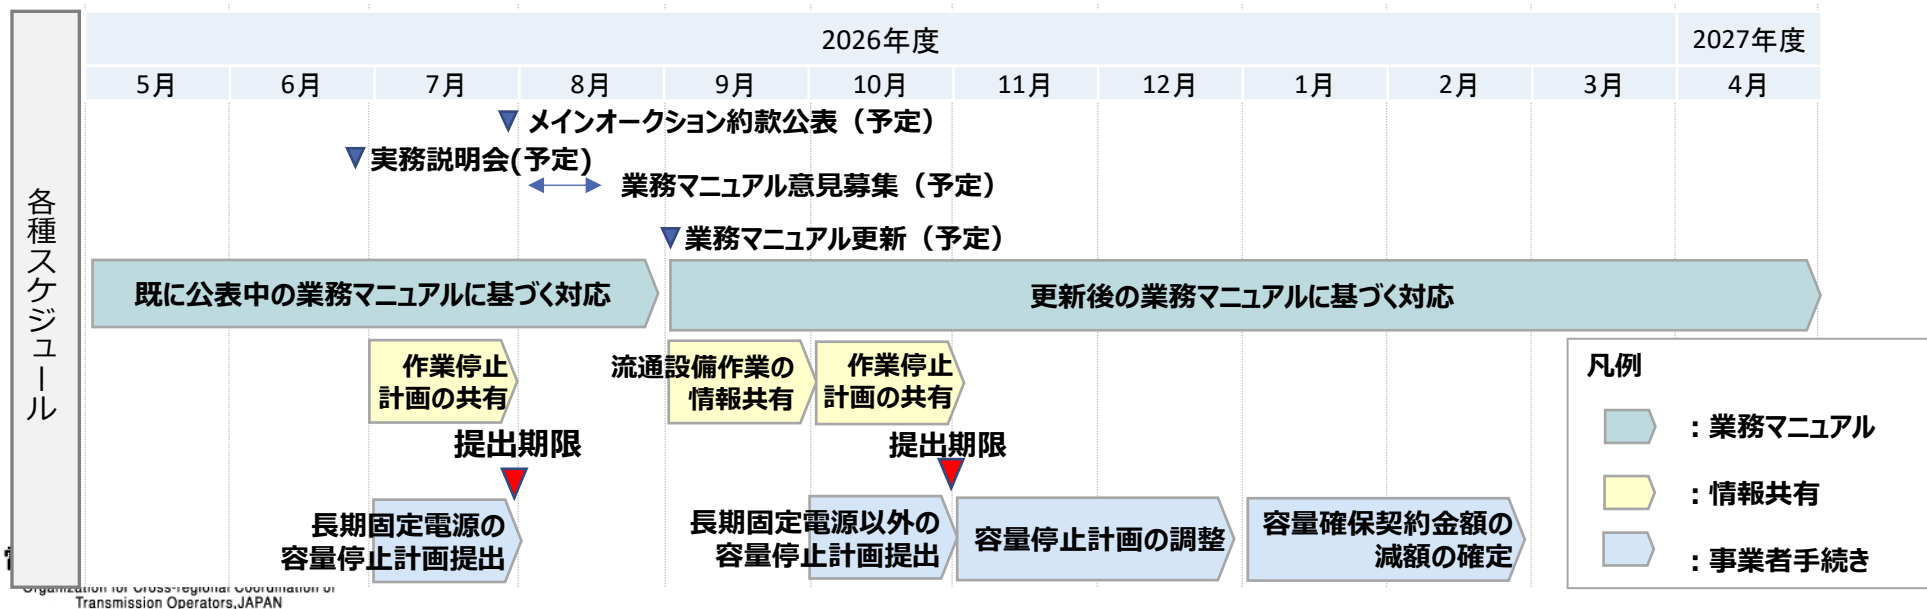 各種スケジュール
2026年度
2027年度
5月
6月
7月
8月
9月
10月
11月
12月
1月
2月
3月
4月
メインオークション約款公表（予定）
実務説明会(予定)
業務マニュアル意見募集（予定）
業務マニュアル更新（予定）
既に公表中の業務マニュアルに基づく対応
更新後の業務マニュアルに基づく対応
作業停止
計画の共有
流通設備作業の
情報共有
作業停止
計画の共有
提出期限
提出期限
長期固定電源の
容量停止計画提出
長期固定電源以外の
容量停止計画提出
容量停止計画の調整
容量確保契約金額の
減額の確定
凡例
：業務マニュアル
：情報共有
：事業者手続き
Organization for Cross-regional Coordination of
Transmission Operators,JAPAN